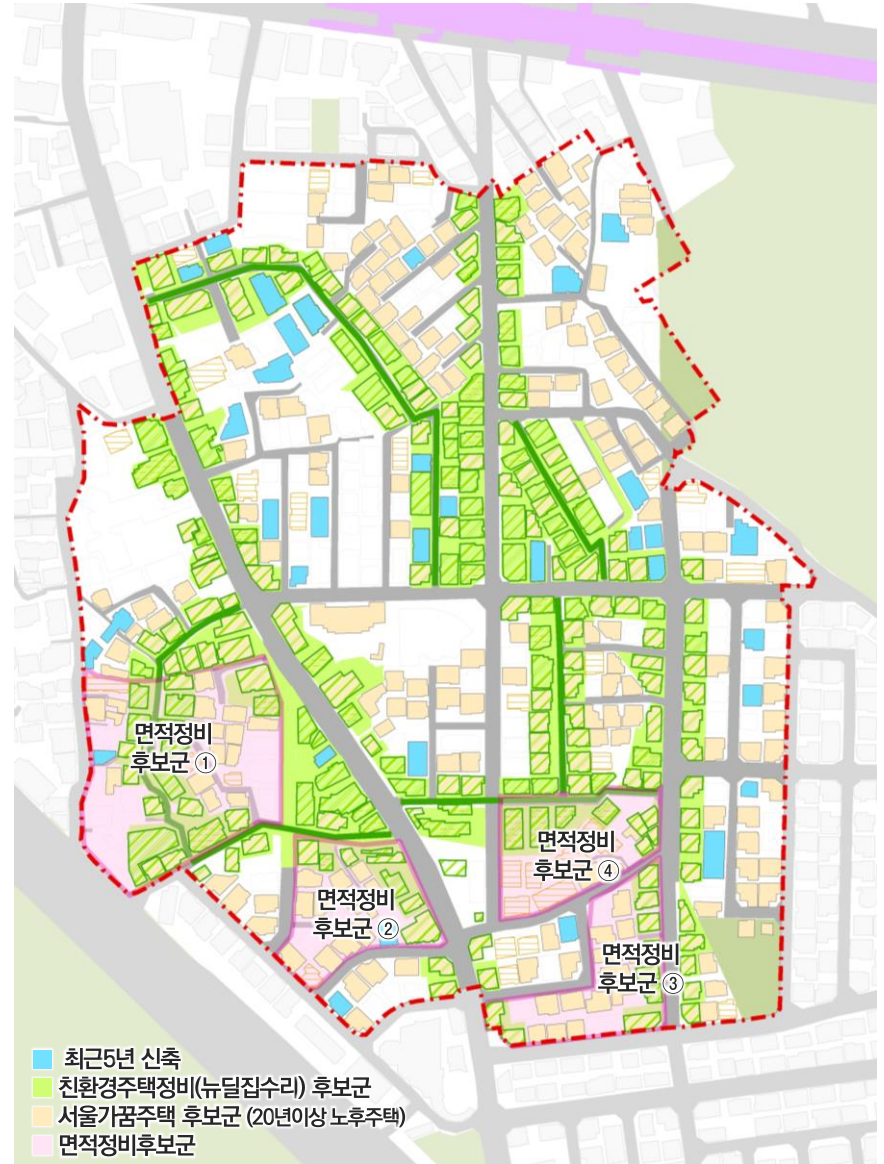 면적정비
후보군 ①
면적정비
후보군 ②
면적정비
후보군 ④
면적정비
후보군 ③
최근5년 신축
친환경주택정비(뉴딜집수리) 후보군
서울가꿈주택 후보군 (20년이상 노후주택)
면적정비후보군